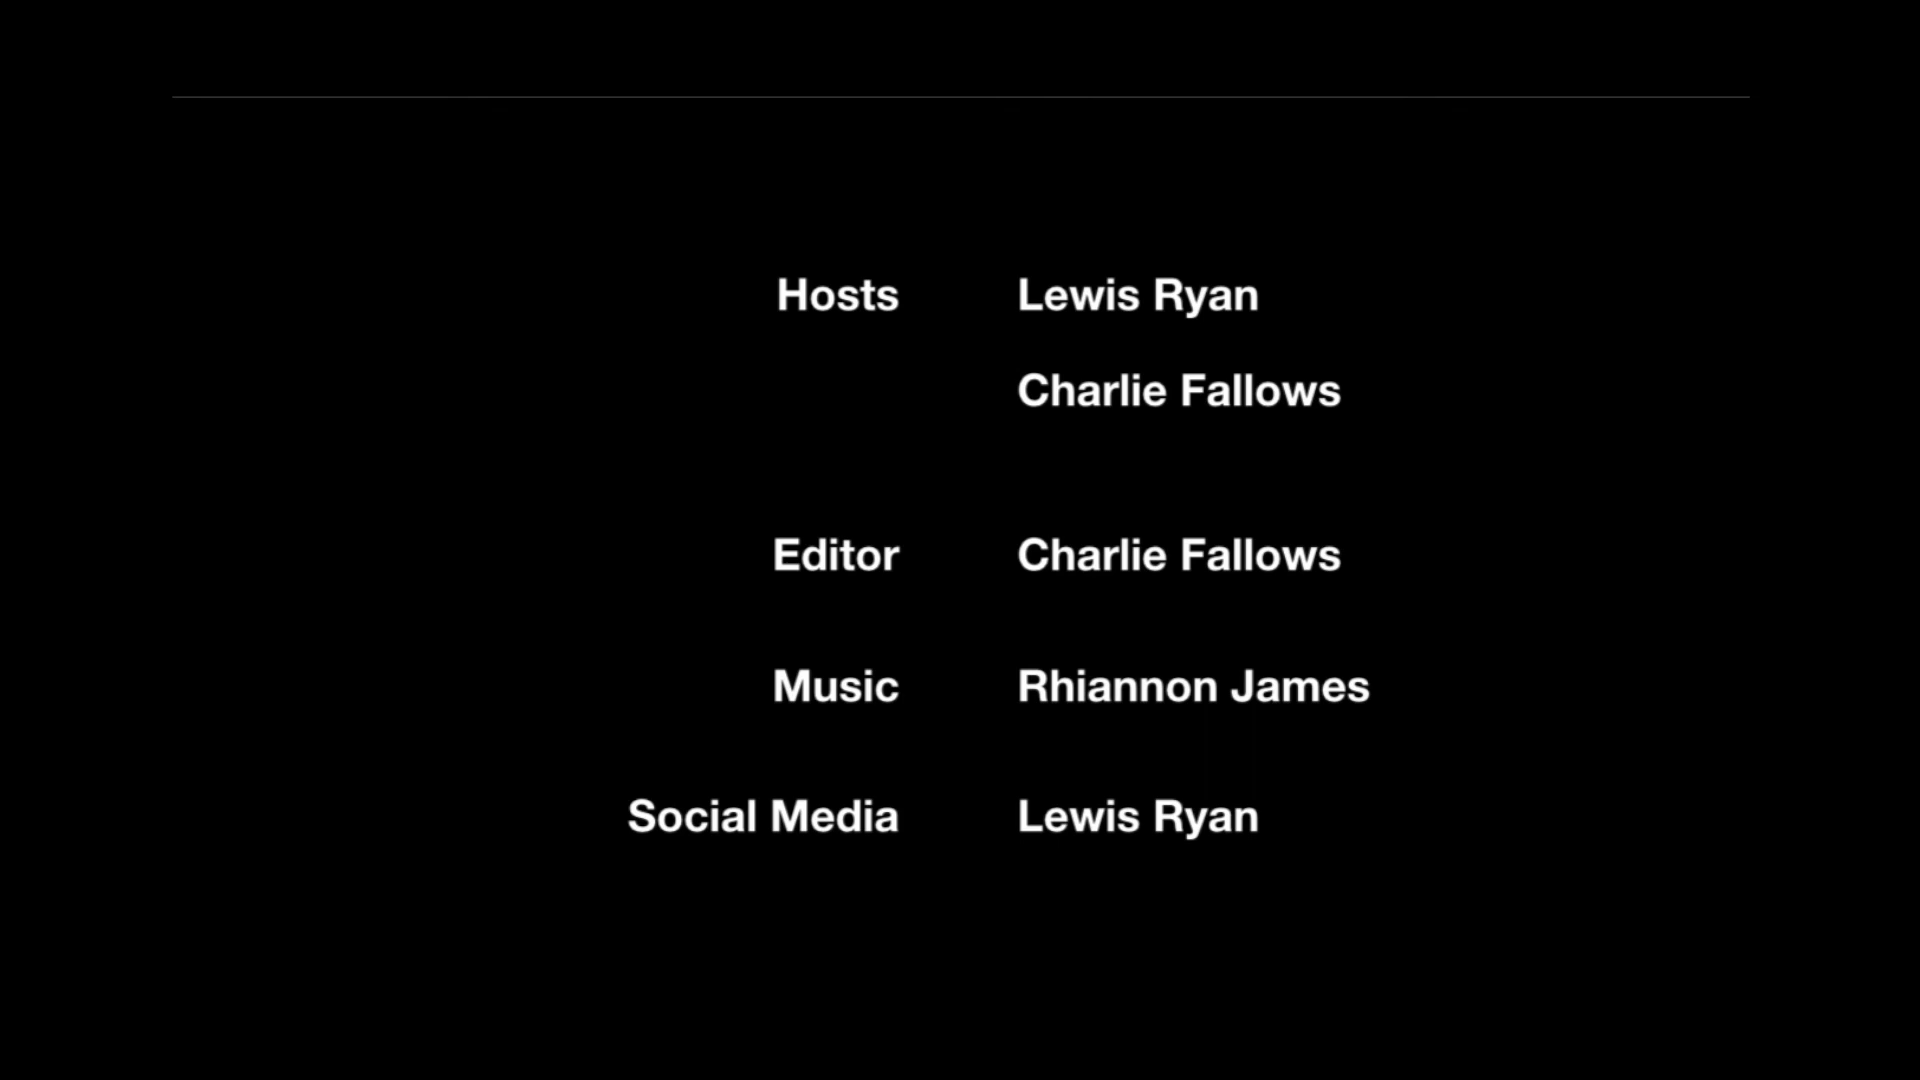 Hosts Lewis Ryan
Charlie Fallows
Editor Charlie Fallows
Music Rhiannon James
Social Media Lewis Ryan